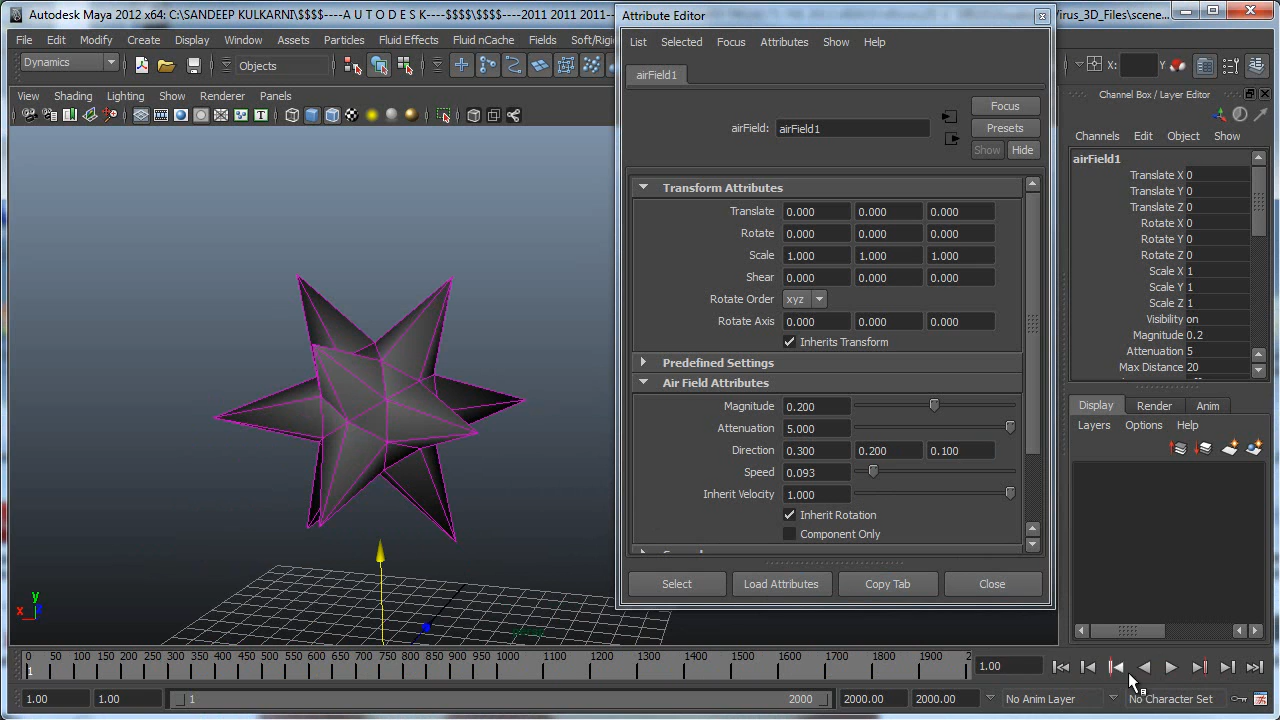 Autodesk Maya 2012 x64: C:\SANDEEP KULKARNI\$$$$----A U T O D E S K----$$$$\$$$$----2011 2011 2011--
irus_3D_Files\scene...
File Edit Modify Create Display Window Assets Particles Fluid Effects Fluid nCache Fields Soft/Rigi
Dynamics Objects X: Y
View Shading Lighting Show Renderer Panels
Attribute Editor
List Selected Focus Attributes Show Help
airField1
airField: airField1
Focus
Presets
Show Hide
Transform Attributes
Translate 0.000 0.000 0.000
Rotate 0.000 0.000 0.000
Scale 1.000 1.000 1.000
Shear 0.000 0.000 0.000
Rotate Order xyz
Rotate Axis 0.000 0.000 0.000
Inherits Transform
Predefined Settings
Air Field Attributes
Magnitude 0.200
Attenuation 5.000
Direction 0.300 0.200 0.100
Speed 0.093
Inherit Velocity 1.000
Inherit Rotation
Component Only
Select Load Attributes Copy Tab Close
Channel Box / Layer Editor
Channels Edit Object Show
airField1
Translate X 0
Translate Y 0
Translate Z 0
Rotate X 0
Rotate Y 0
Rotate Z 0
Scale X 1
Scale Y 1
Scale Z 1
Visibility on
Magnitude 0.2
Attenuation 5
Max Distance 20
Display Render Anim
Layers Options Help
y
x z
persp
0 50 100 150 200 250 300 350 400 450 500 550 600 650 700 750 800 850 900 1000 1100 1200 1300 1400 1500 1600 1700 1800 1900 2
1
1.00
1.00 1.00 1 2000 2000.00 2000.00 No Anim Layer No Character Set